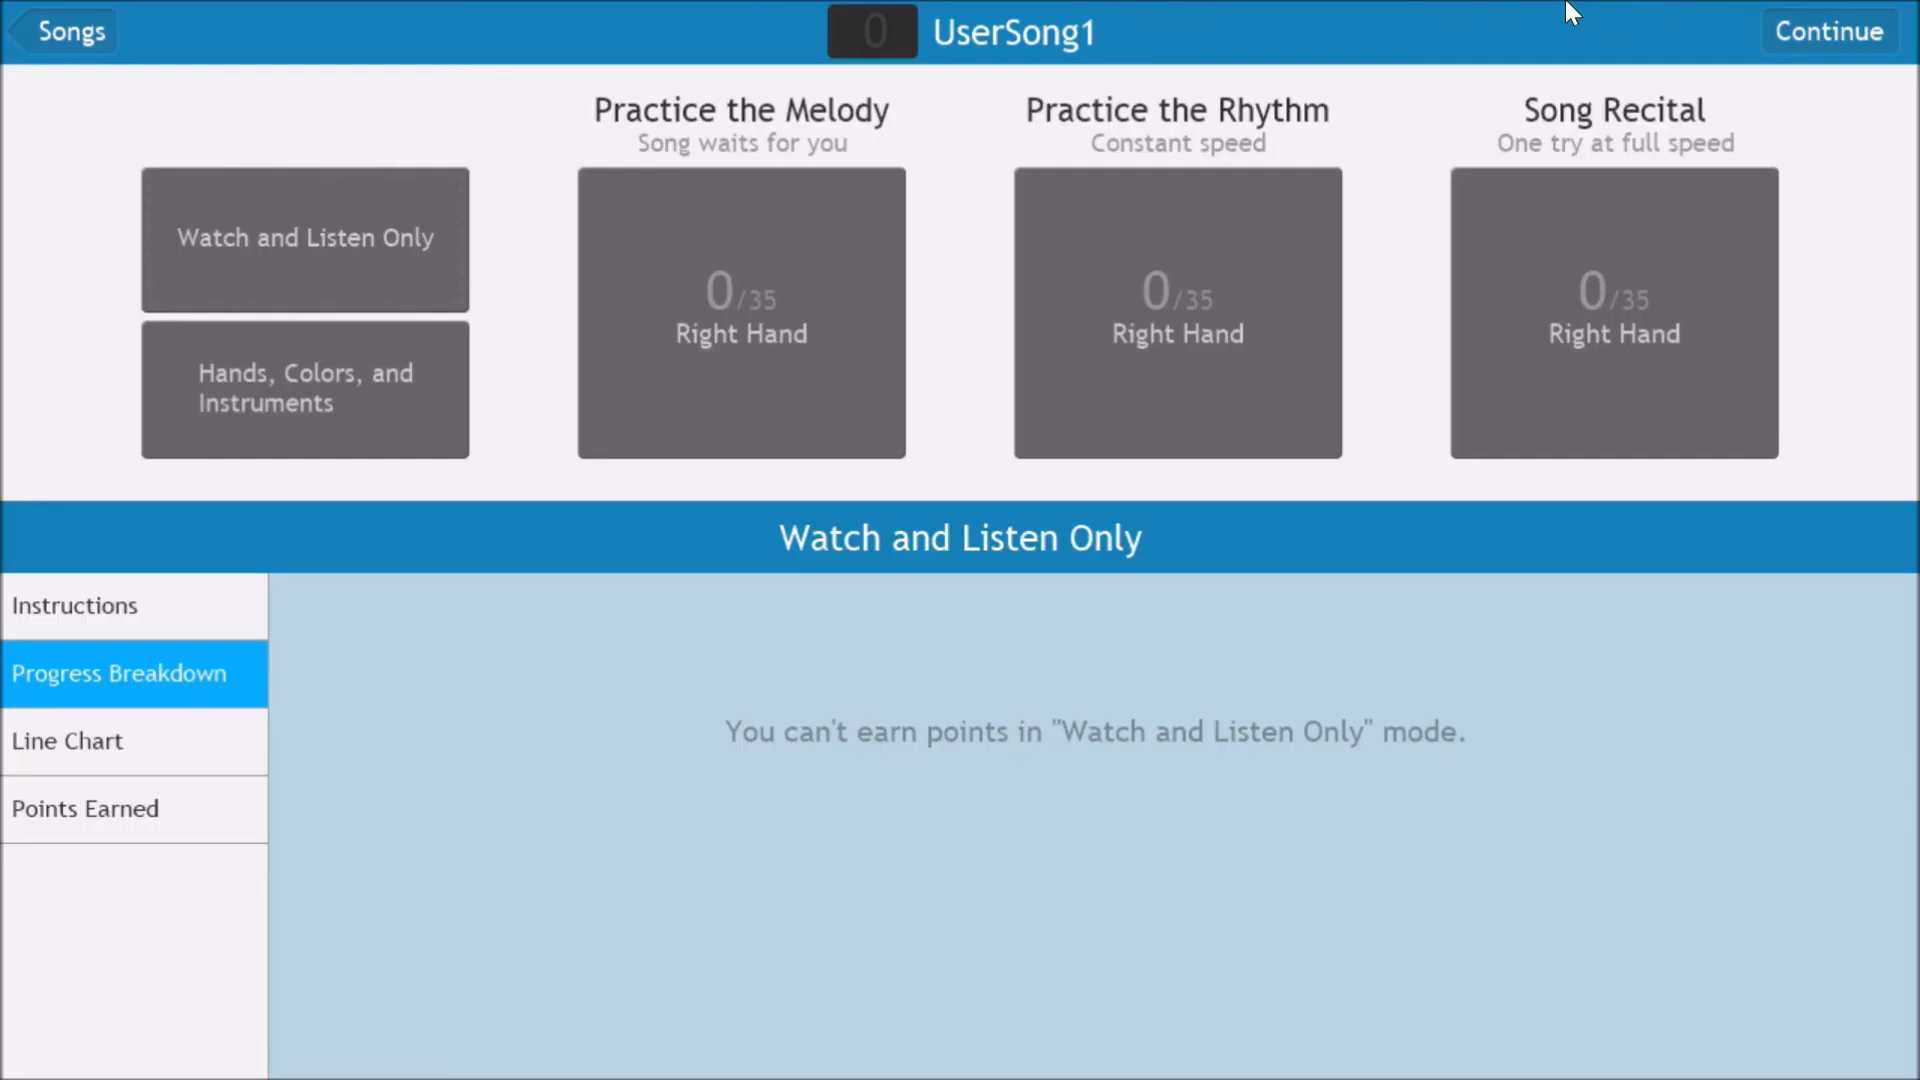 Songs
0
UserSong1
Continue
Practice the Melody
Song waits for you
Practice the Rhythm
Constant speed
Song Recital
One try at full speed
Watch and Listen Only
Hands, Colors, and
Instruments
0/35
Right Hand
0/35
Right Hand
0/35
Right Hand
Watch and Listen Only
Instructions
Progress Breakdown
Line Chart
Points Earned
You can't earn points in "Watch and Listen Only" mode.